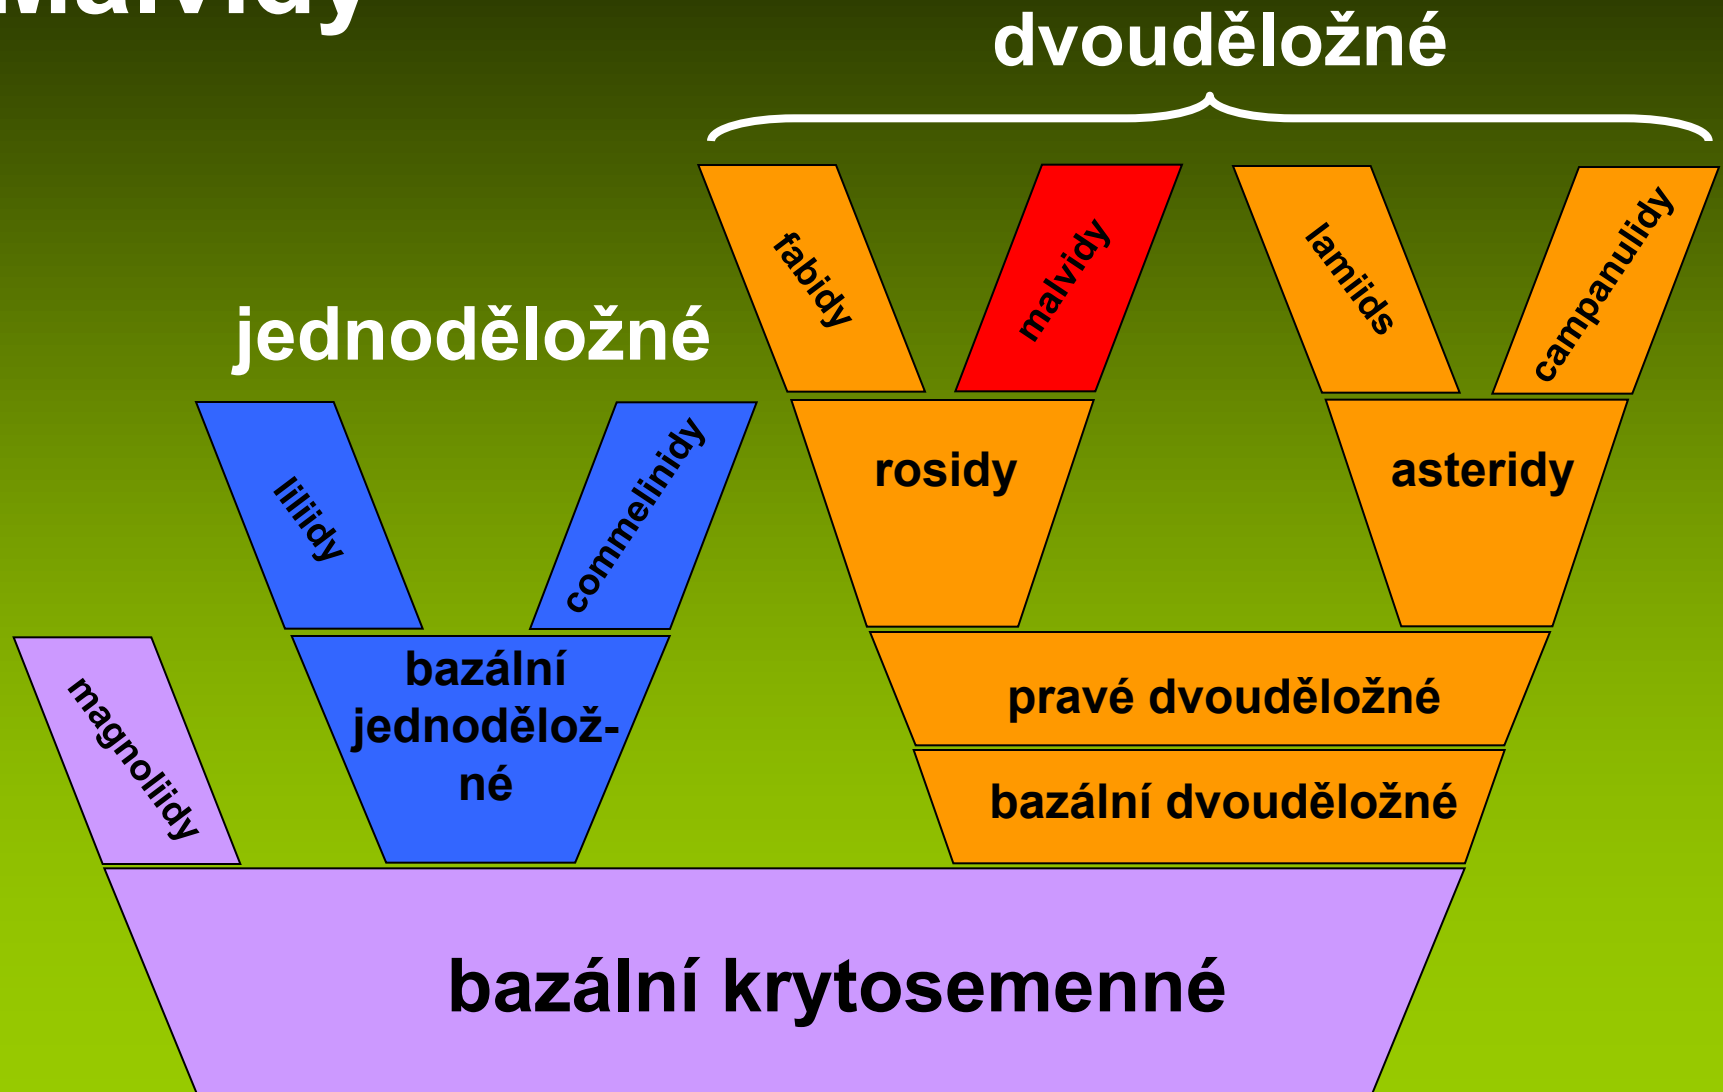 Malvidy
dvouděložné
fabidy
malvidy
lamiids
campanulidy
jednoděložné
rosidy
asteridy
liliidy
commelinidy
bazální
jednodělož-
né
magnoliidy
pravé dvouděložné
bazální dvouděložné
bazální krytosemenné